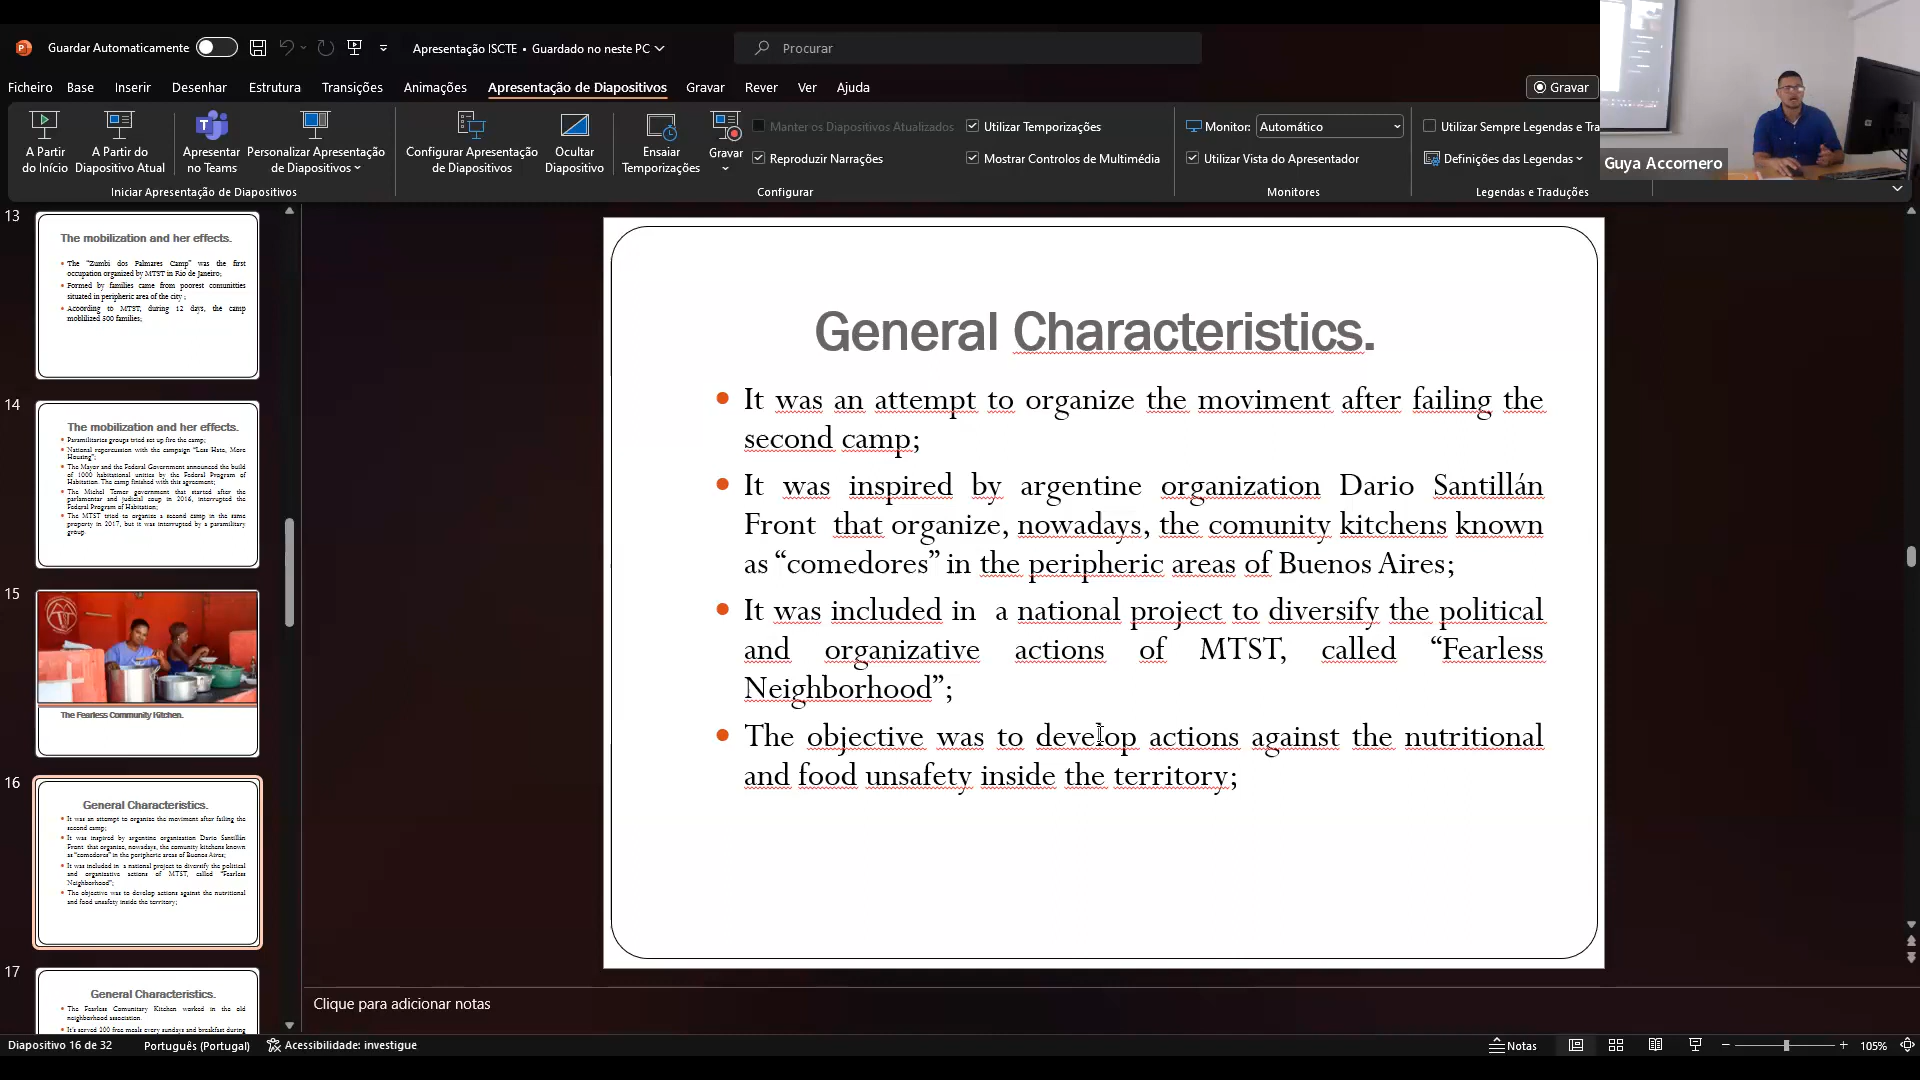 Guardar Automaticamente
Apresentação ISCTE • Guardado no neste PC
Procurar
Ficheiro Base Inserir Desenhar Estrutura Transições Animações Apresentação de Diapositivos Gravar Rever Ver Ajuda
Gravar
A Partir
do Início
A Partir do
Diapositivo Atual
Apresentar
no Teams
Personalizar Apresentação
de Diapositivos
Configurar Apresentação
de Diapositivos
Ocultar
Diapositivo
Ensaiar
Temporizações
Gravar
Manter os Diapositivos Atualizados
Reproduzir Narrações
Utilizar Temporizações
Mostrar Controlos de Multimédia
Monitor: Automático
Utilizar Vista do Apresentador
Utilizar Sempre Legendas e Tra
Definições das Legendas
Iniciar Apresentação de Diapositivos
Configurar
Monitores
Legendas e Traduções
Guya Accornero
13
The mobilization and her effects.
The "Zumbi dos Palmares Camp" was the first
occupation organized by MTST in Rio de Janeiro;
Formed by families came from poorest comunitties
situated in peripheric area of the city ;
According to MTST, during 12 days, the camp
moblilized 500 families;
14
The mobilization and her effects.
Paramilitaries groups tried set up fire the camp;
National repercussion with the campaign "Less Hate, More
Housing";
The Mayor and the Federal Government announced the build
of 1000 habitational unities by the Federal Program of
Habitation. The camp finished with this agreement;
The Michel Temer government that started after the
parlamentar and judicial coup in 2016, interrupted the
Federal Program of Habitation;
The MTST tried to organize a second camp in the same
property in 2017, but it was interrupted by a paramilitary
group.
15
The Fearless Community Kitchen.
16
General Characteristics.
It was an attempt to organize the moviment after failing the
second camp;
It was inspired by argentine organization Dario Santillán
Front that organize, nowadays, the comunity kitchens known
as "comedores" in the peripheric areas of Buenos Aires;
It was included in a national project to diversify the political
and organizative actions of MTST, called "Fearless
Neighborhood";
The objective was to develop actions against the nutritional
and food unsafety inside the territory;
17
General Characteristics.
The Fearless Comunitary Kitchen worked in the old
neighborhood association.
It's served 200 free meals every sundays and breakfast during
General Characteristics.
It was an attempt to organize the moviment after failing the
second camp;
It was inspired by argentine organization Dario Santillán
Front that organize, nowadays, the comunity kitchens known
as “comedores” in the peripheric areas of Buenos Aires;
It was included in a national project to diversify the political
and organizative actions of MTST, called “Fearless
Neighborhood”;
The objective was to develop actions against the nutritional
and food unsafety inside the territory;
Clique para adicionar notas
Diapositivo 16 de 32
Português (Portugal)
Acessibilidade: investigue
Notas
105%